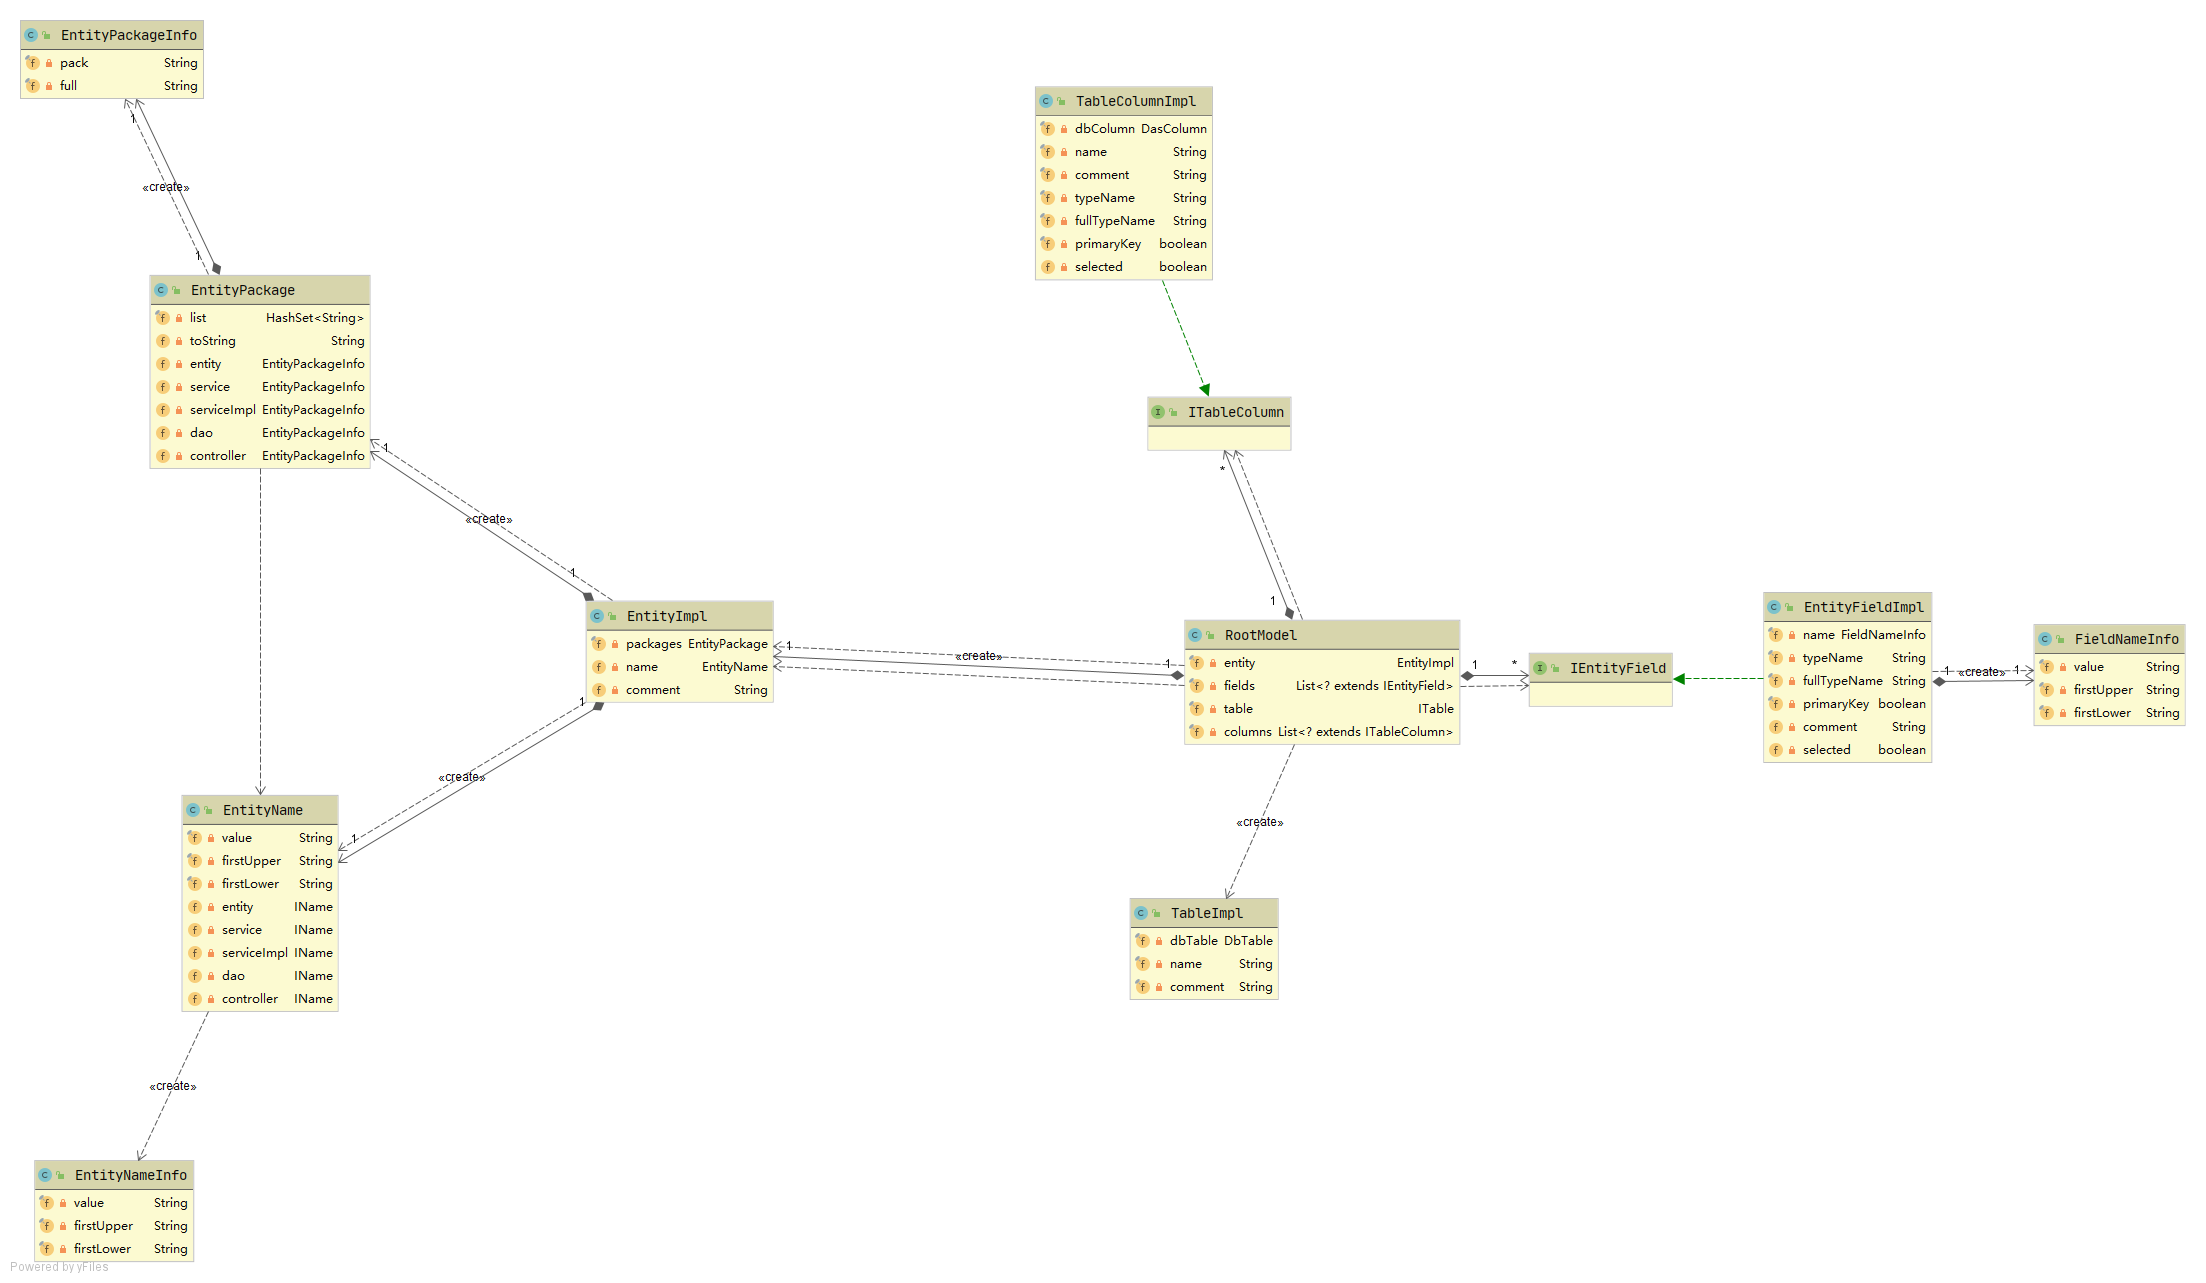 EntityPackageInfo
pack String
full String
1
«create»
1
EntityPackage
list HashSet<String>
toString String
entity EntityPackageInfo
service EntityPackageInfo
serviceImpl EntityPackageInfo
dao EntityPackageInfo
controller EntityPackageInfo
1
«create»
1
TableColumnImpl
dbColumn DasColumn
name String
comment String
typeName String
fullTypeName String
primaryKey boolean
selected boolean
ITableColumn
*
1
EntityImpl
packages EntityPackage
name EntityName
comment String
1
«create»
1
RootModel
entity EntityImpl
fields List<? extends IEntityField>
table ITable
columns List<? extends ITableColumn>
1
*
IEntityField
EntityFieldImpl
name FieldNameInfo
typeName String
fullTypeName String
primaryKey boolean
comment String
selected boolean
1
«create»
1
FieldNameInfo
value String
firstUpper String
firstLower String
1
«create»
1
EntityName
value String
firstUpper String
firstLower String
entity IName
service IName
serviceImpl IName
dao IName
controller IName
«create»
TableImpl
dbTable DbTable
name String
comment String
«create»
EntityNameInfo
value String
firstUpper String
firstLower String
Powered by yFiles